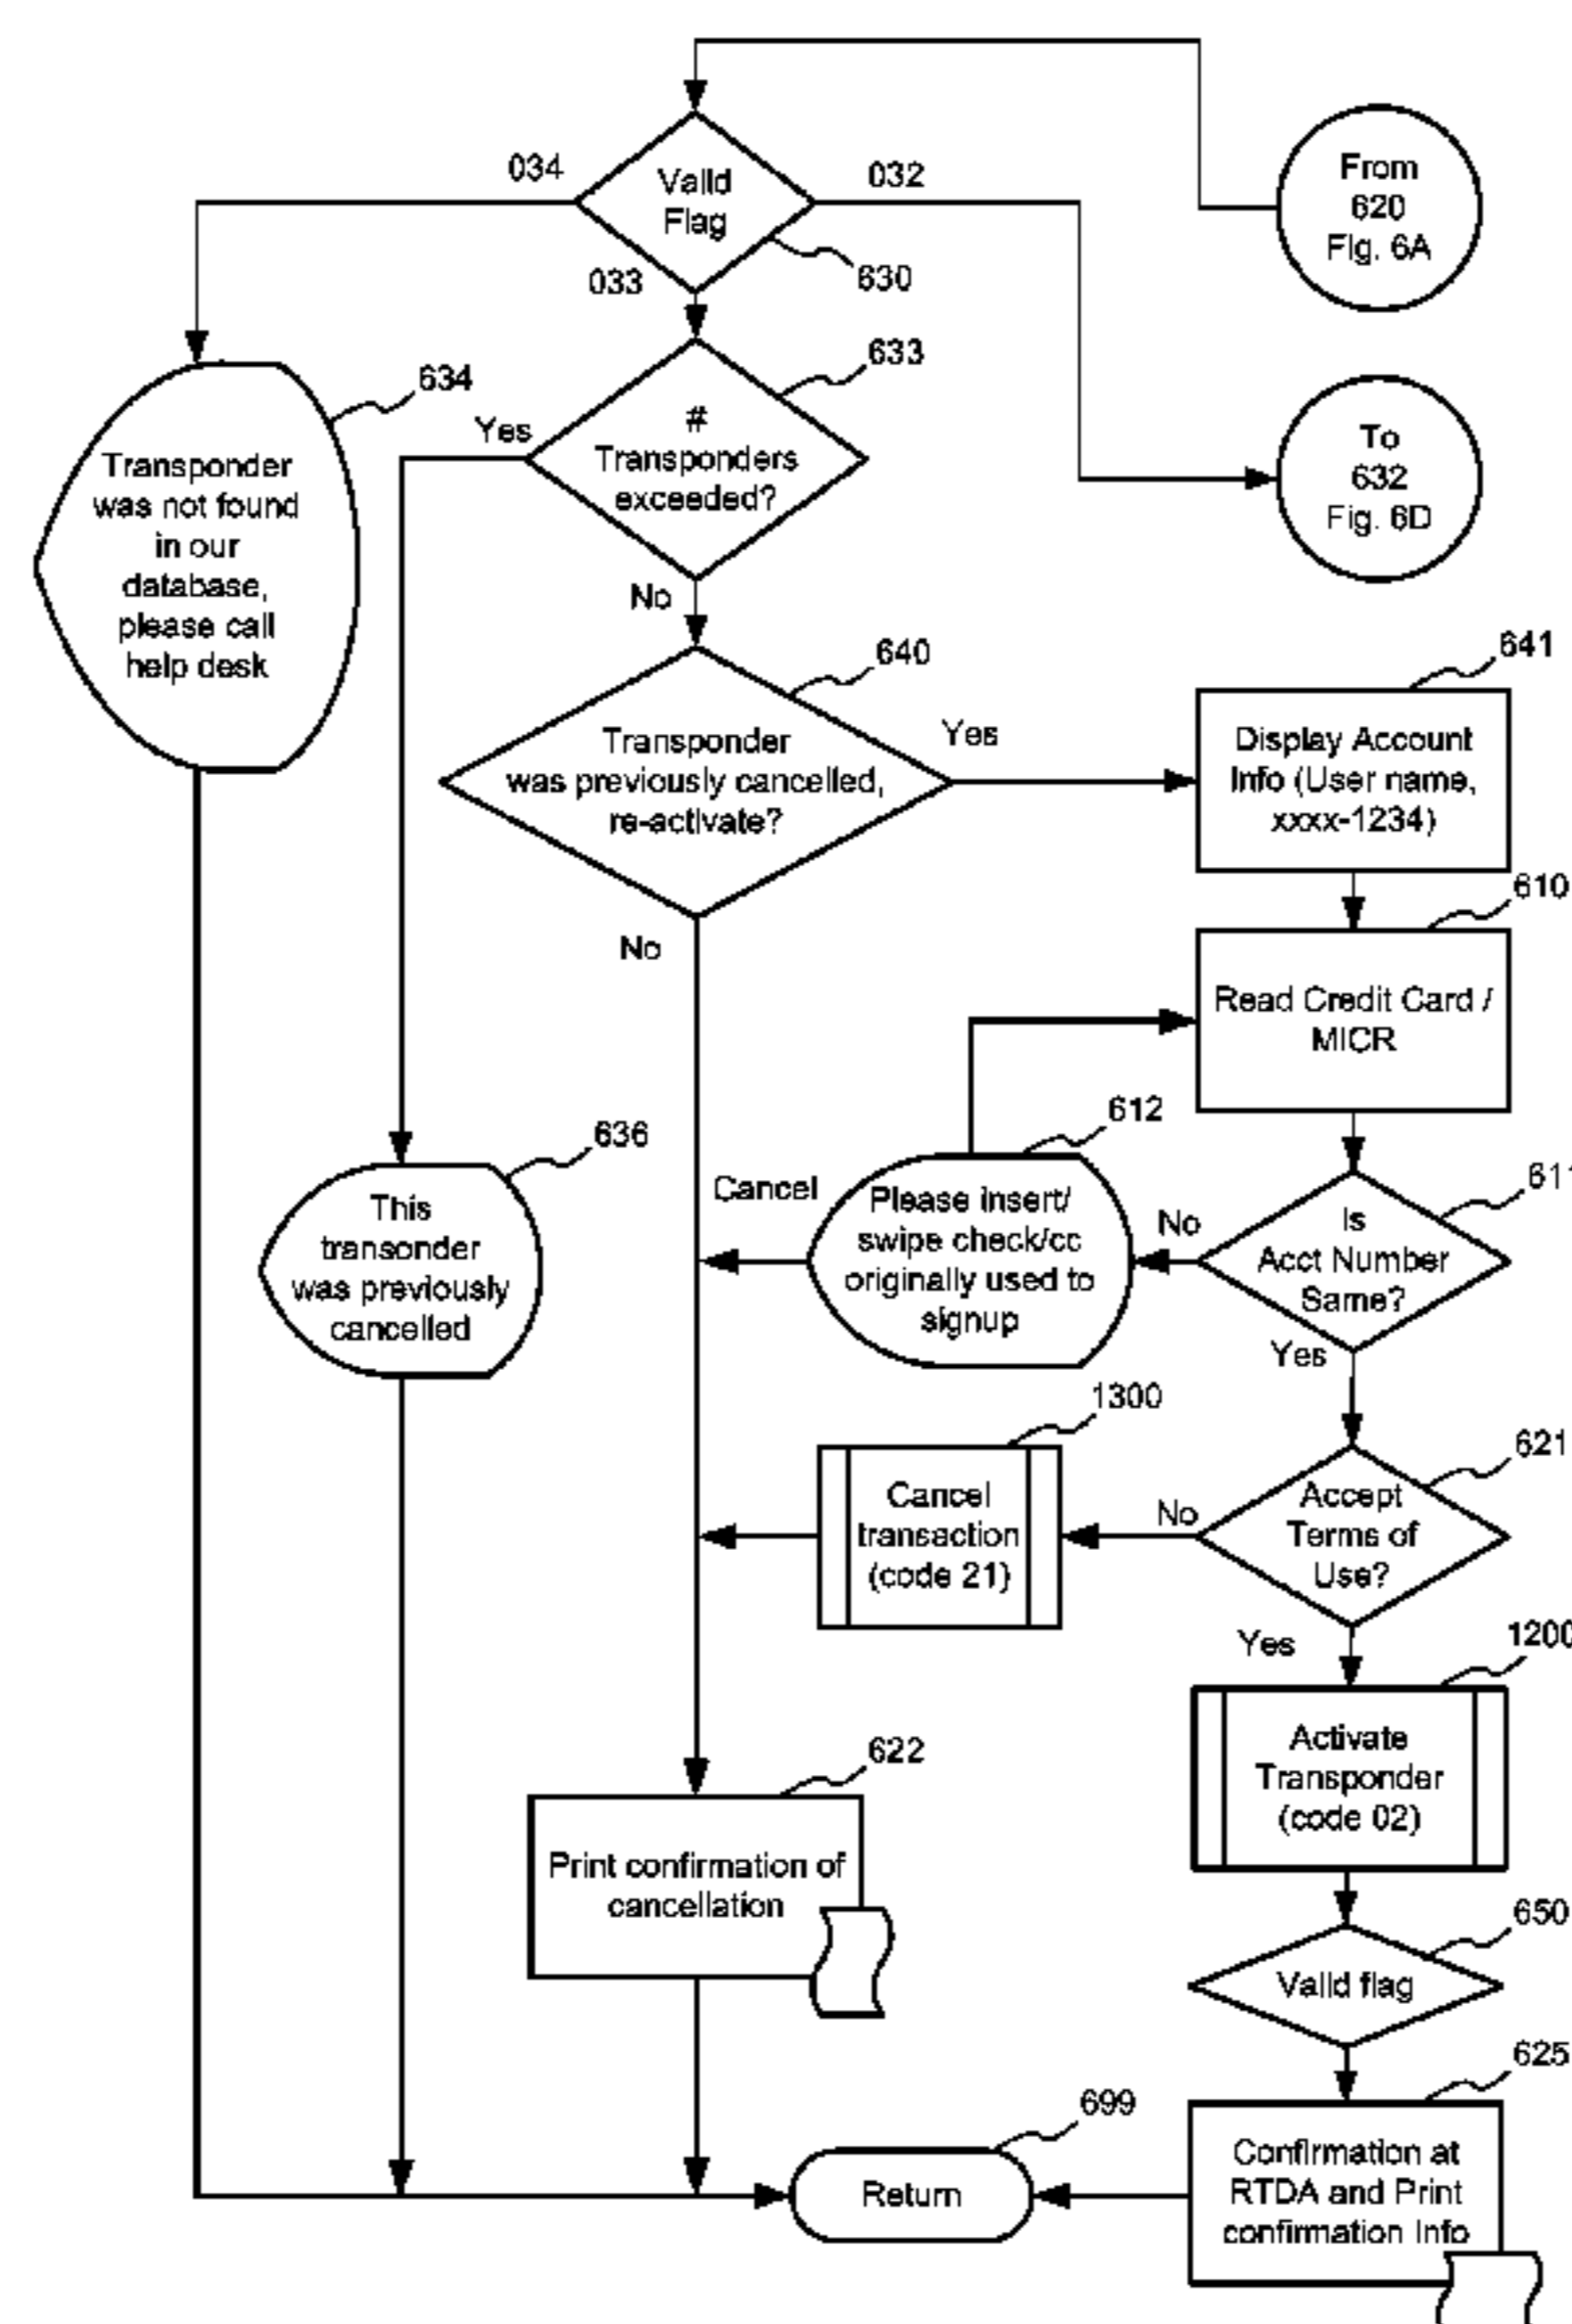 034
Valid
Flag
032
From
620
Fig. 6A
033
630
634
Transponder
was not found
in our
database,
please call
help desk
Yes
#
Transponders
exceeded?
633
To
632
Fig. 6D
No
640
Transponder
was previously cancelled,
re-activate?
Yes
641
Display Account
Info (User name,
xxxx-1234)
No
610
Read Credit Card /
MICR
636
This
transonder
was previously
cancelled
Cancel
612
Please insert/
swipe check/cc
originally used to
signup
No
611
Is
Acct Number
Same?
Yes
1300
Cancel
transaction
(code 21)
No
621
Accept
Terms of
Use?
Yes
1200
Activate
Transponder
(code 02)
622
Print confirmation of
cancellation
650
Valid flag
625
Confirmation at
RTDA and Print
confirmation Info
699
Return